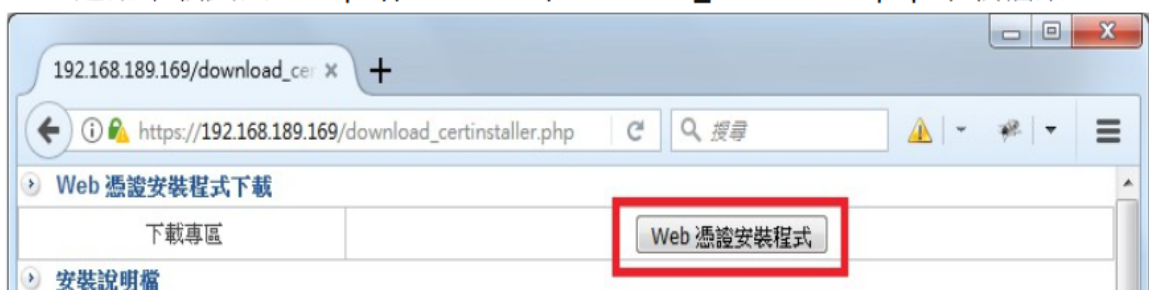 192.168.189.169/download_cer
https://192.168.189.169/download_certinstaller.php
搜尋
Web 憑證安裝程式下載
下載專區
Web 憑證安裝程式
安裝說明檔